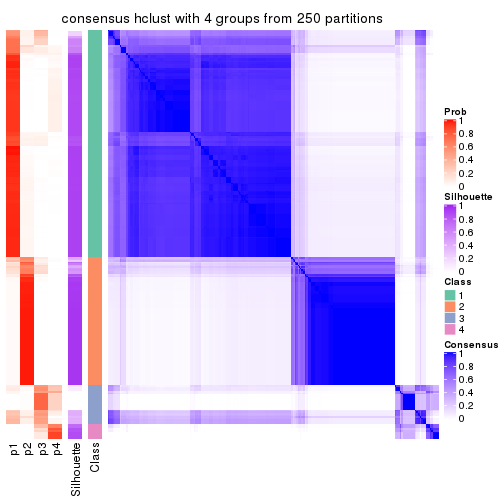 consensus hclust with 4 groups from 250 partitions
Prob
1
0.8
0.6
0.4
0.2
0
Silhouette
1
0.8
0.6
0.4
0.2
0
Class
1
2
3
4
Consensus
1
0.8
0.6
0.4
0.2
0
p1
p2
p3
p4
Silhouette
Class